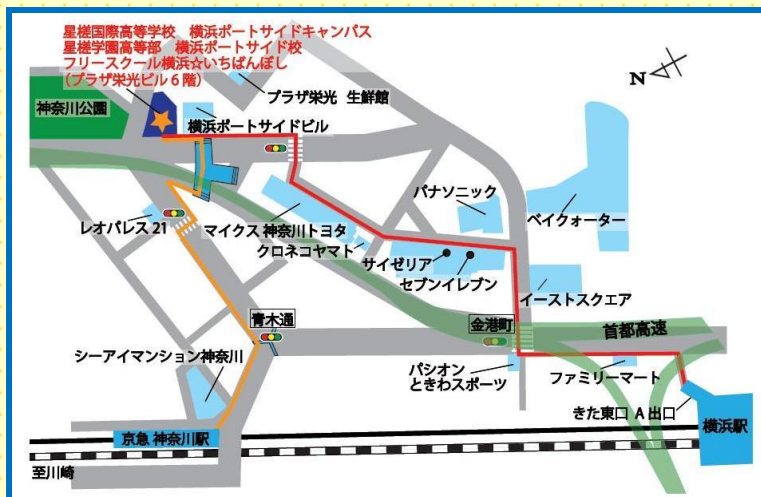 星槎国際高等学校　横浜ポートサイドキャンパス
星槎学園高等部　横浜ポートサイド校
フリースクール横浜☆いちばんぼし
（プラザ栄光ビル６階）
N
神奈川公園
プラザ栄光 生鮮館
横浜ポートサイドビル
パナソニック
ベイクォーター
レオパレス21
マイクス 神奈川トヨタ
クロネコヤマト
サイゼリア
セブンイレブン
イーストスクエア
青木通
金港町
首都高速
シーアイマンション神奈川
パシオン
ときわスポーツ
ファミリーマート
きた東口 A 出口
横浜駅
京急 神奈川駅
至川崎